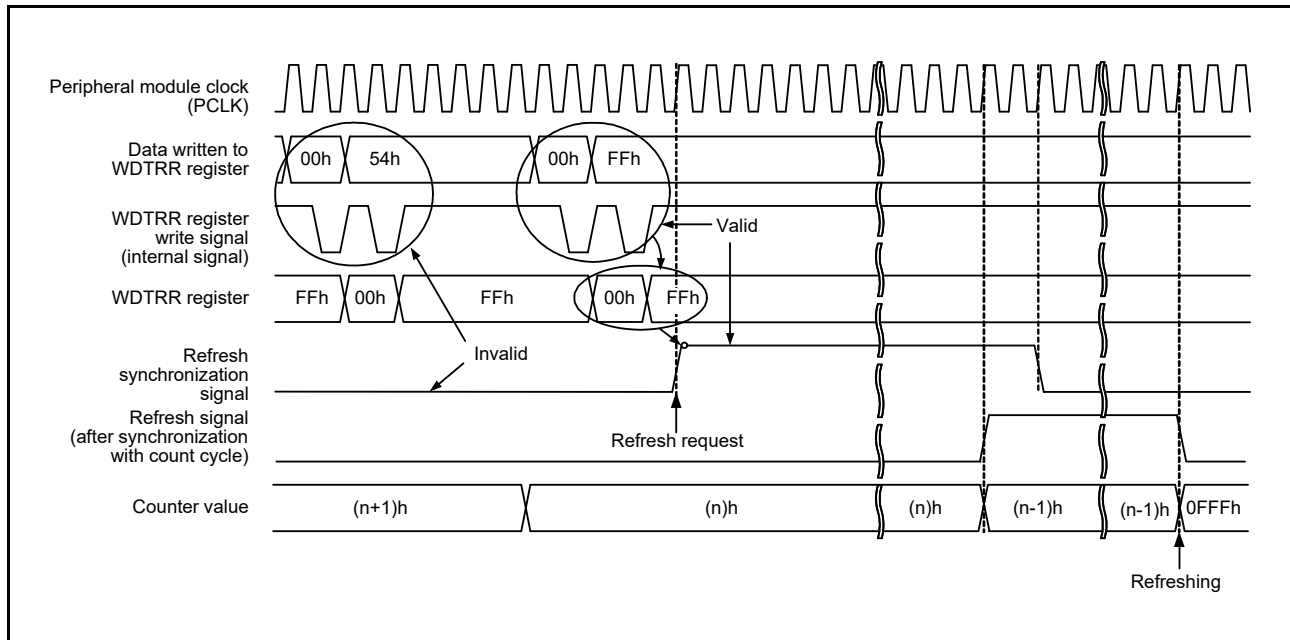 Peripheral module clock
(PCLK)
Data written to
WDTRR register
00h 54h 00h FFh
WDTRR register
write signal
(internal signal)
Valid
WDTRR register
FFh 00h FFh 00h FFh
Invalid
Refresh
synchronization
signal
Refresh request
Refresh signal
(after synchronization
with count cycle)
Counter value
(n+1)h (n)h (n)h (n-1)h (n-1)h 0FFFh
Refreshing